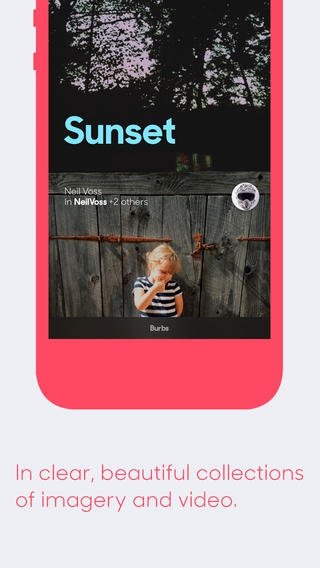 Sunset
Neil Voss
In NeilVoss +2 others
Burbs
In clear, beautiful collections
of imagery and video.